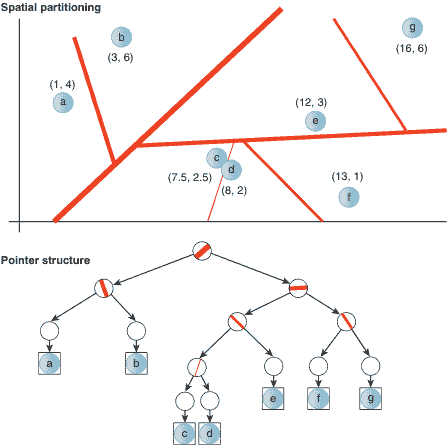 Spatial partitioning
b
(3, 6)
g
(16, 6)
(1, 4)
a
(12, 3)
e
c
(7.5, 2.5)
d
(8, 2)
(13, 1)
f
Pointer structure
a
b
e
f
g
c
d